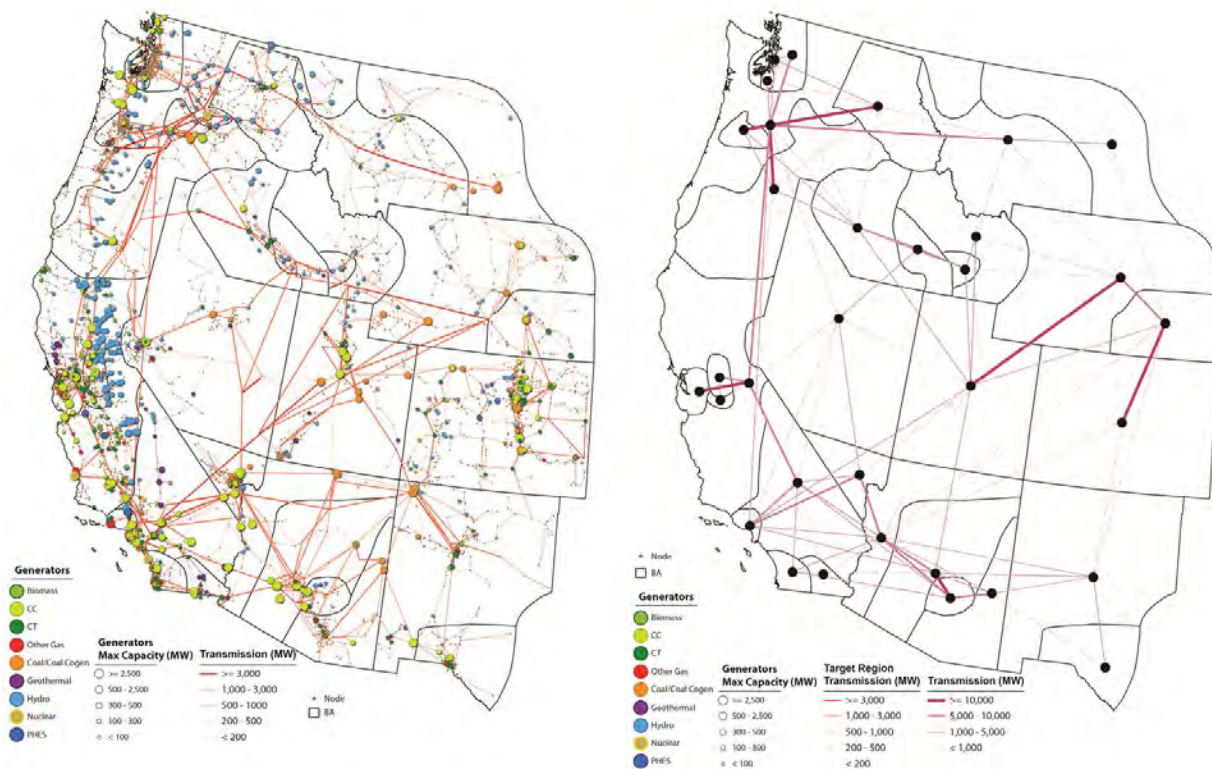 Generators
Biomass
CC
CT
Other Gas
Coal/Coal Cogen
Geothermal
Hydro
Nuclear
PHES
Generators
Max Capacity (MW)
>= 2,500
500 - 2,500
300 - 500
100 - 300
< 100
Transmission (MW)
>= 3,000
1,000 - 3,000
500 - 1000
200 - 500
< 200
Node
BA
Node
BA
Generators
Biomass
CC
CT
Other Gas
Coal/Coal Cogen
Geothermal
Hydro
Nuclear
PHES
Generators
Max Capacity (MW)
>= 2,500
500 - 2,500
300 - 500
100 - 300
< 100
Target Region
Transmission (MW)
>= 3,000
1,000 - 3,000
500 - 1,000
200 - 500
< 200
Transmission (MW)
>= 10,000
5,000 - 10,000
1,000 - 5,000
< 1,000